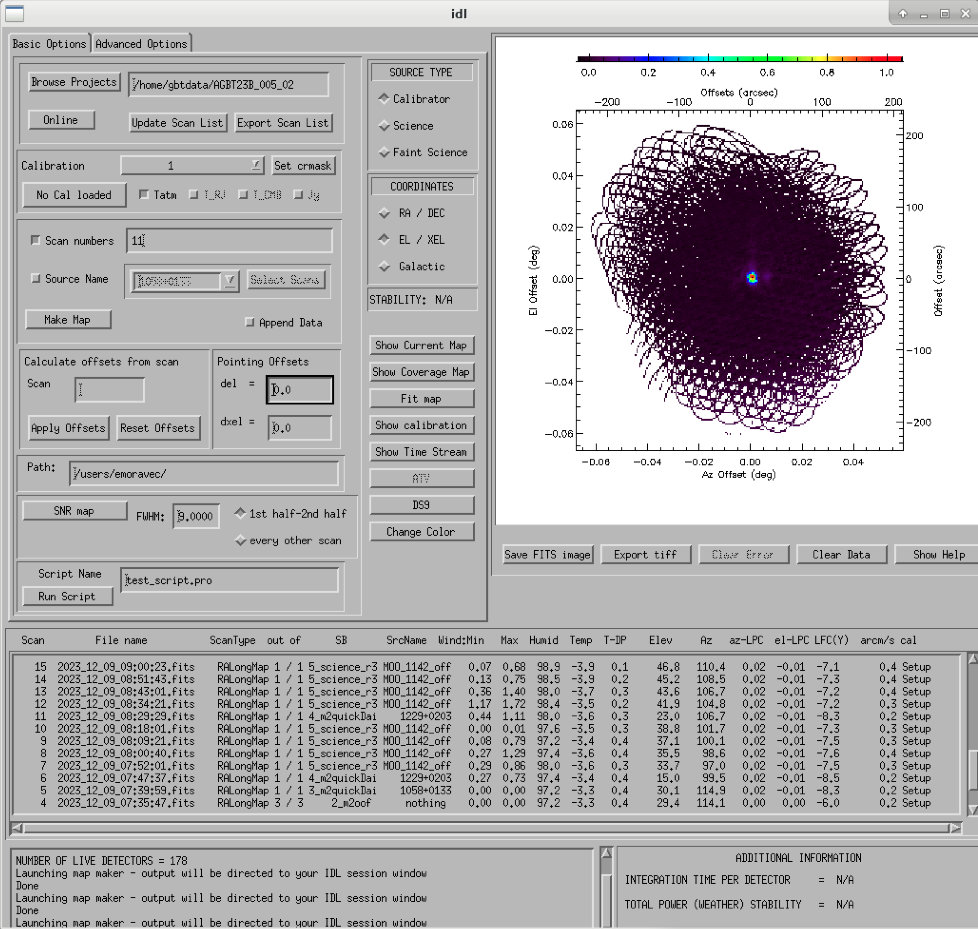 idl
Basic Options Advanced Options
Browse Projects /home/gbtdata/AGBT23B_005_02
Online Update Scan List Export Scan List
Calibration 1 Set crmask
No Cal loaded Tatm T_RJ T_CMB Jy
Scan numbers 11
Source Name 1058+0133 Select Scans
Make Map Append Data
Calculate offsets from scan
Scan
Apply Offsets Reset Offsets
Pointing Offsets
del = 0.0
dxel = 0.0
Path: /users/emoravec/
SNR map FWHM: 9.0000 1st half-2nd half
every other scan
Script Name test_script.pro
Run Script
SOURCE TYPE
Calibrator
Science
Faint Science
COORDINATES
RA / DEC
EL / XEL
Galactic
STABILITY: N/A
Show Current Map
Show Coverage Map
Fit map
Show calibration
Show Time Stream
ATV
DS9
Change Color
0.0 0.2 0.4 0.6 0.8 1.0
Offsets (arcsec)
-200 -100 0 100 200
0.06
0.04
0.02
0.00
-0.02
-0.04
-0.06
El Offset (deg)
200
100
0
-100
-200
Offset (arcsec)
-0.06 -0.04 -0.02 0.00 0.02 0.04
Az Offset (deg)
Save FITS image Export tiff Clear Error Clear Data Show Help
Scan File name ScanType out of SB SrcName Wind:Min Max Humid Temp T-DP Elev Az az-LPC el-LPC LFC(Y) arcm/s cal
15 2023_12_09_09:00:23.fits RALongMap 1 / 1 5_science_r3 MOO_1142_off 0.07 0.68 98.9 -3.9 0.1 46.8 110.4 0.02 -0.01 -7.1 0.4 Setup
14 2023_12_09_08:51:43.fits RALongMap 1 / 1 5_science_r3 MOO_1142_off 0.13 0.75 98.5 -3.9 0.2 45.2 108.5 0.02 -0.01 -7.3 0.4 Setup
13 2023_12_09_08:43:01.fits RALongMap 1 / 1 5_science_r3 MOO_1142_off 0.36 1.40 98.0 -3.7 0.3 43.6 106.7 0.02 -0.01 -7.2 0.4 Setup
12 2023_12_09_08:34:21.fits RALongMap 1 / 1 5_science_r3 MOO_1142_off 1.17 1.72 98.4 -3.5 0.2 41.9 104.8 0.02 -0.01 -7.2 0.3 Setup
11 2023_12_09_08:29:29.fits RALongMap 1 / 1 4_m2quickDai 1229+0203 0.44 1.11 98.0 -3.6 0.3 23.0 106.7 0.02 -0.01 -8.3 0.2 Setup
10 2023_12_09_08:18:01.fits RALongMap 1 / 1 5_science_r3 MOO_1142_off 0.00 0.01 97.6 -3.5 0.3 38.8 101.7 0.02 -0.01 -7.3 0.3 Setup
9 2023_12_09_08:09:21.fits RALongMap 1 / 1 5_science_r3 MOO_1142_off 0.08 0.79 97.2 -3.4 0.4 37.1 100.1 0.02 -0.01 -7.5 0.3 Setup
8 2023_12_09_08:00:40.fits RALongMap 1 / 1 5_science_r3 MOO_1142_off 0.27 1.29 97.4 -3.6 0.4 35.5 98.6 0.02 -0.01 -7.6 0.3 Setup
7 2023_12_09_07:52:01.fits RALongMap 1 / 1 5_science_r3 MOO_1142_off 0.29 0.86 98.0 -3.7 0.3 33.7 97.0 0.02 -0.01 -7.5 0.3 Setup
6 2023_12_09_07:47:37.fits RALongMap 1 / 1 4_m2quickDai 1229+0203 0.27 0.73 97.4 -3.4 0.4 15.0 99.5 0.02 -0.01 -8.5 0.2 Setup
5 2023_12_09_07:39:59.fits RALongMap 1 / 1 3_m2quickDai 1058+0133 0.00 0.00 97.2 -3.3 0.4 30.1 114.9 0.02 -0.01 -8.3 0.2 Setup
4 2023_12_09_07:35:47.fits RALongMap 3 / 3 2_m2oof nothing 0.00 0.00 97.2 -3.3 0.4 29.4 114.1 0.00 0.00 -6.0 0.2 Setup
NUMBER OF LIVE DETECTORS = 178
Launching map maker - output will be directed to your IDL session window
Done
Launching map maker - output will be directed to your IDL session window
Done
Launching map maker - output will be directed to your IDL session window
ADDITIONAL INFORMATION
INTEGRATION TIME PER DETECTOR = N/A
TOTAL POWER (WEATHER) STABILITY = N/A